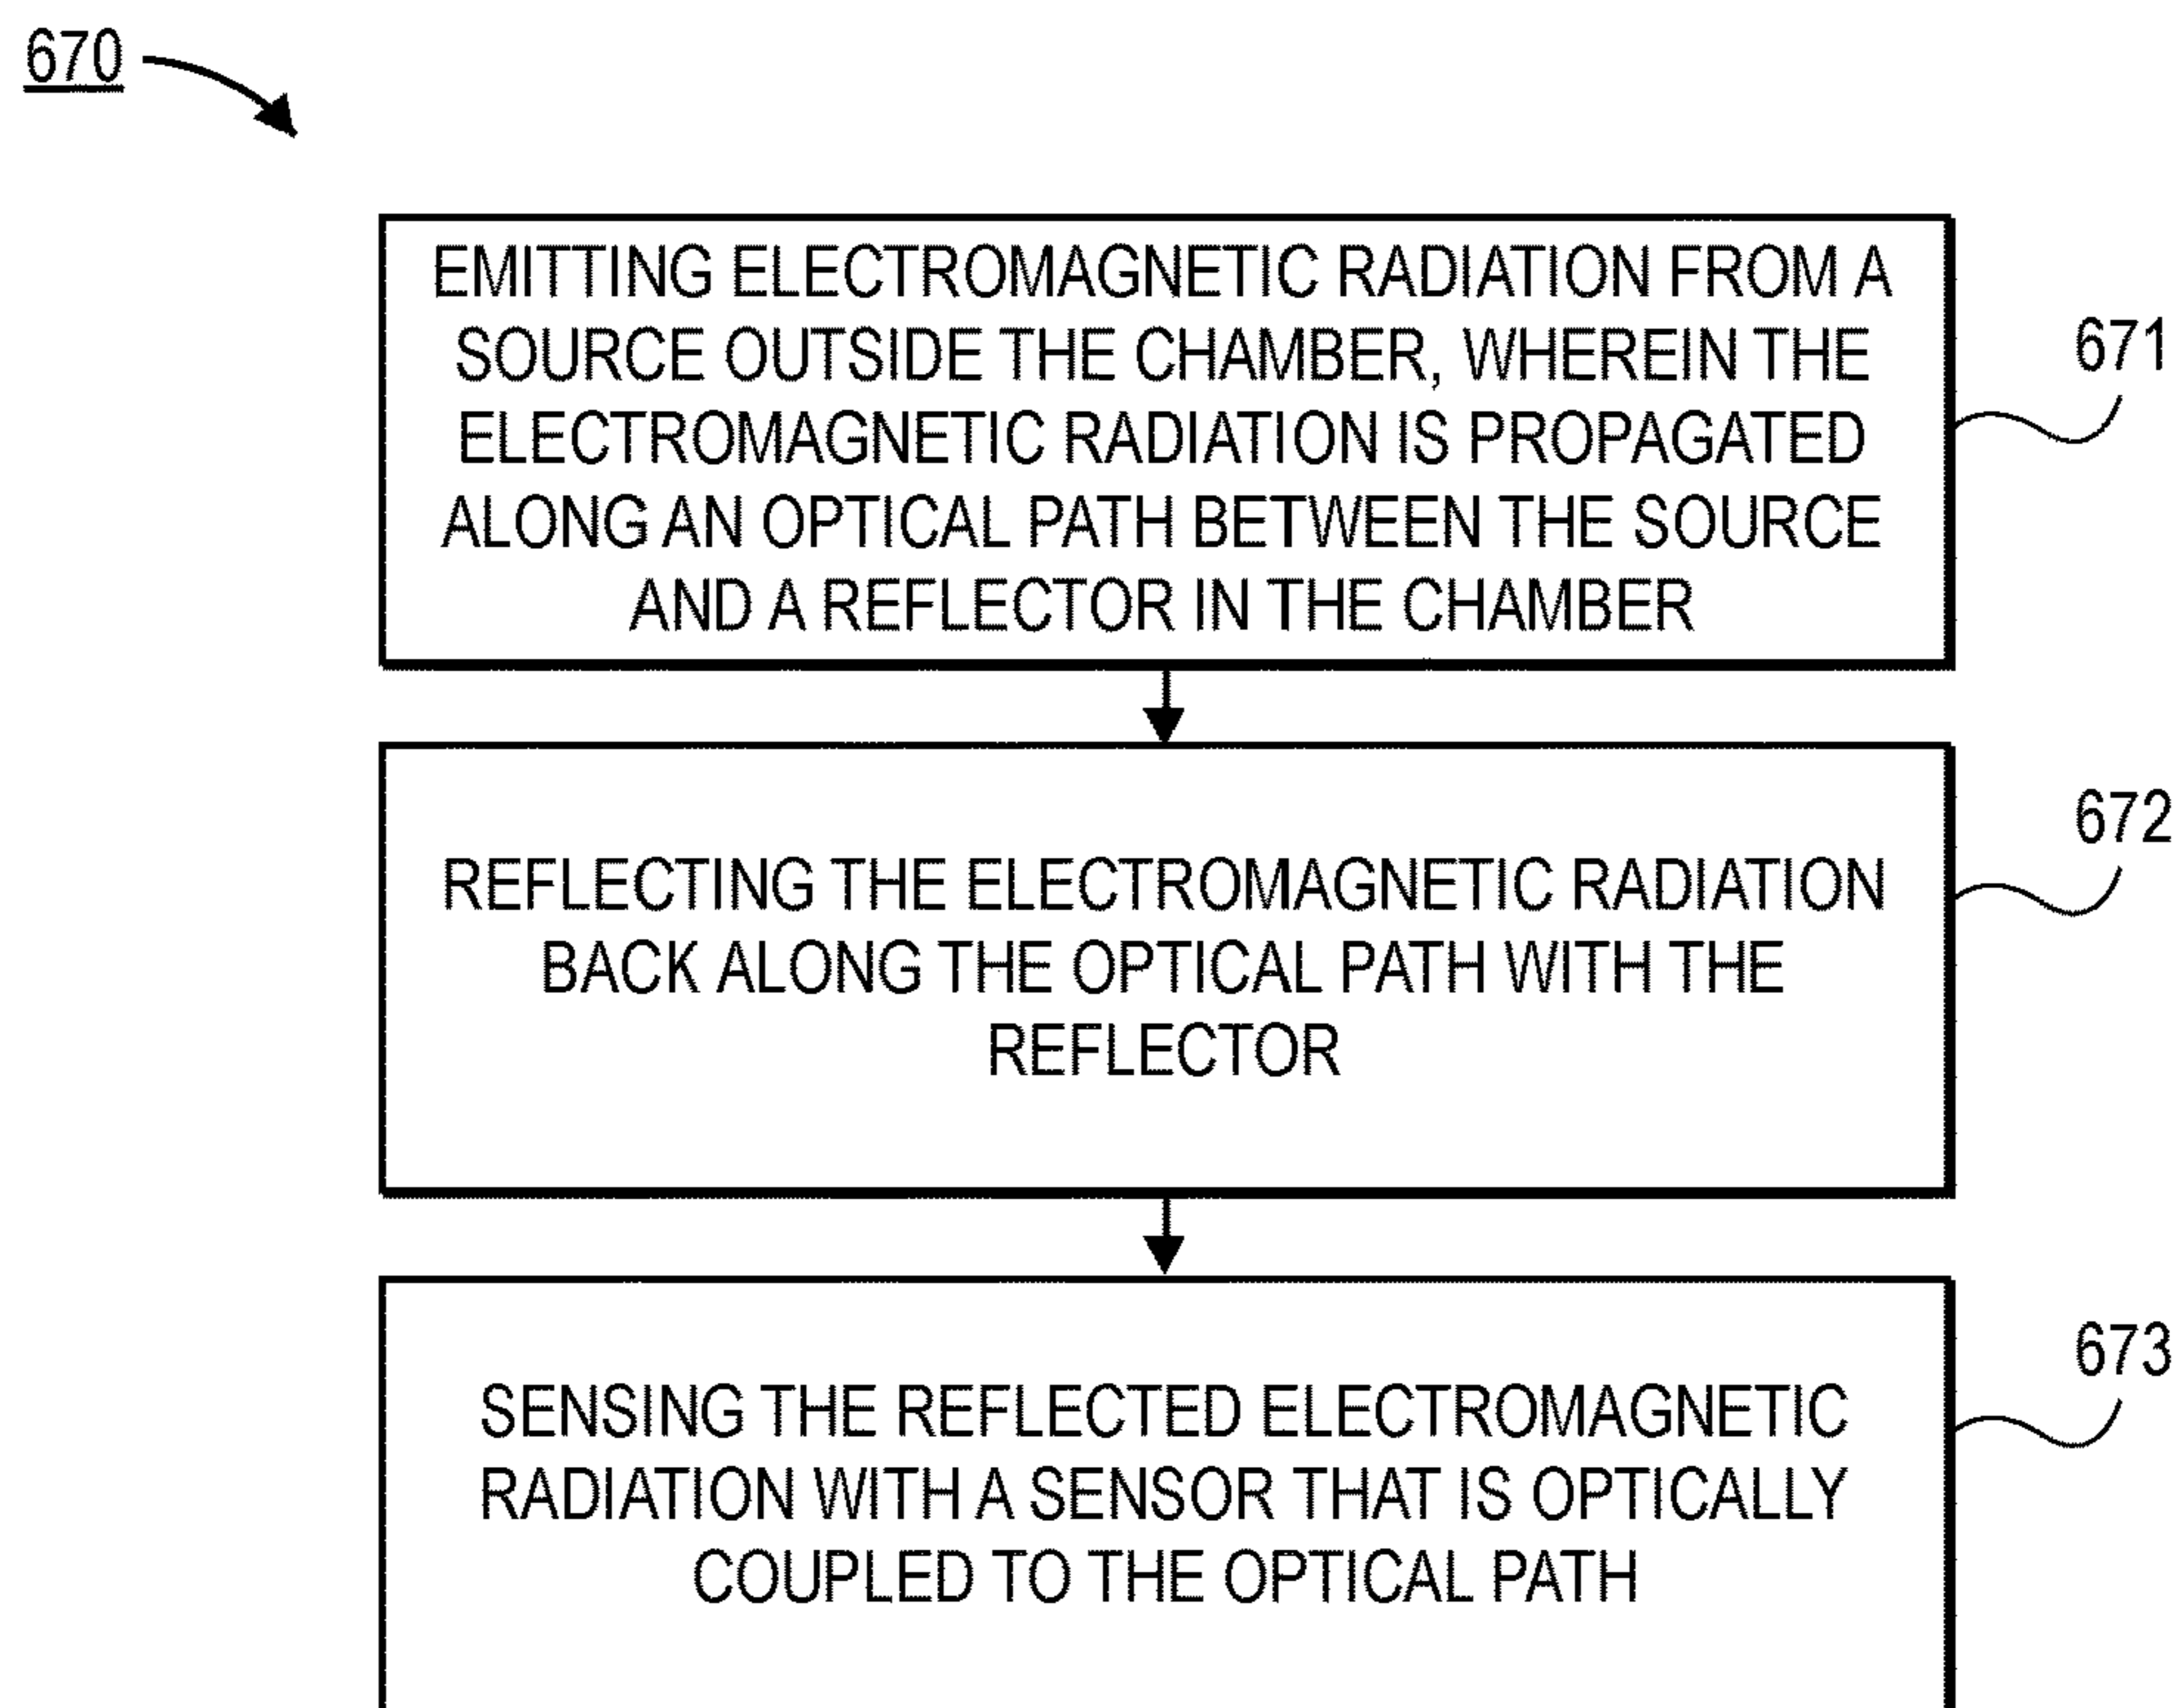 670
EMITTING ELECTROMAGNETIC RADIATION FROM A
SOURCE OUTSIDE THE CHAMBER, WHEREIN THE
ELECTROMAGNETIC RADIATION IS PROPAGATED
ALONG AN OPTICAL PATH BETWEEN THE SOURCE
AND A REFLECTOR IN THE CHAMBER
671
REFLECTING THE ELECTROMAGNETIC RADIATION
BACK ALONG THE OPTICAL PATH WITH THE
REFLECTOR
672
SENSING THE REFLECTED ELECTROMAGNETIC
RADIATION WITH A SENSOR THAT IS OPTICALLY
COUPLED TO THE OPTICAL PATH
673